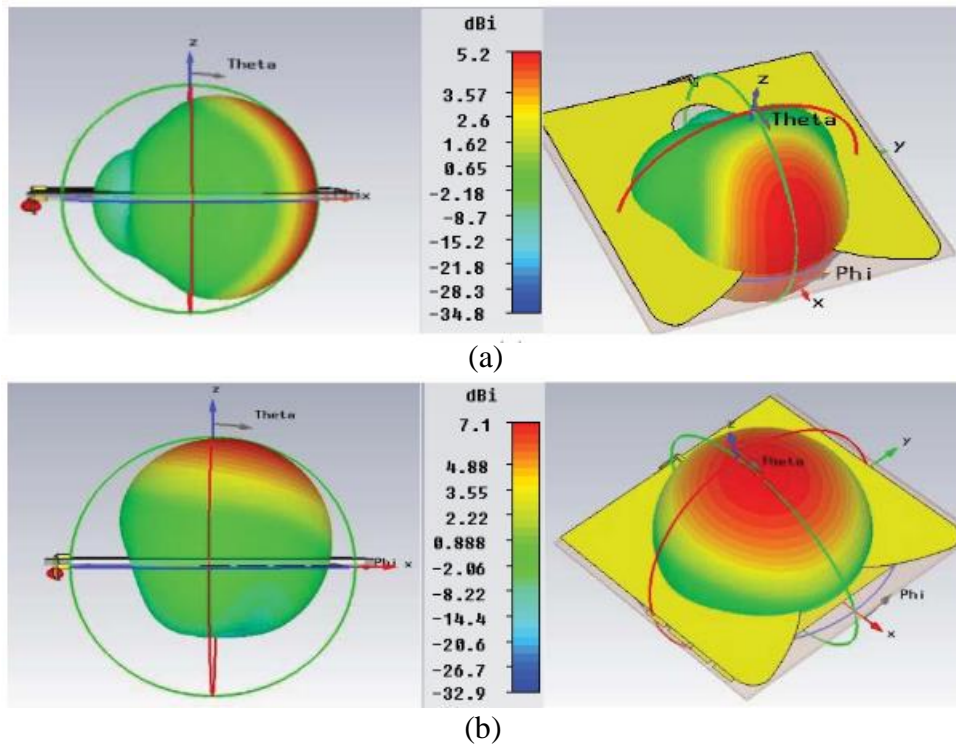 dBi
z
Theta
5.2
3.57
2.6
1.62
0.65
-2.18
-8.7
-15.2
-21.8
-28.3
-34.8
x
z
Theta
y
Phi
x
(a)
dBi
z
Theta
7.1
4.88
3.55
2.22
0.888
-2.06
-8.22
-14.4
-20.6
-26.7
-32.9
Phi x
z
Theta
y
Phi
x
(b)